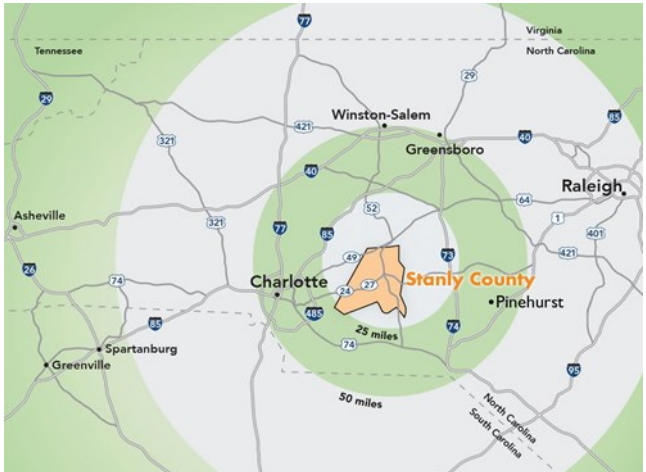 77
Virginia
Tennessee
North Carolina
29
29
Winston-Salem
85
421
40
321
Greensboro
40
Raleigh
64
52
321
1
Asheville
77
85
401
49
73
421
26
Stanly County
74
Charlotte
24
27
Pinehurst
485
85
25 miles
74
74
Spartanburg
Greenville
95
50 miles
North Carolina
South Carolina